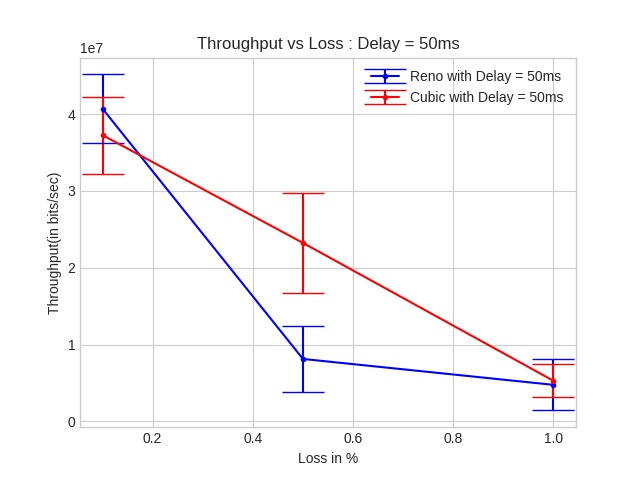 Throughput vs Loss : Delay = 50ms
1e7
Reno with Delay = 50ms
Cubic with Delay = 50ms
4
3
2
1
0
Throughput(in bits/sec)
0.2 0.4 0.6 0.8 1.0
Loss in %